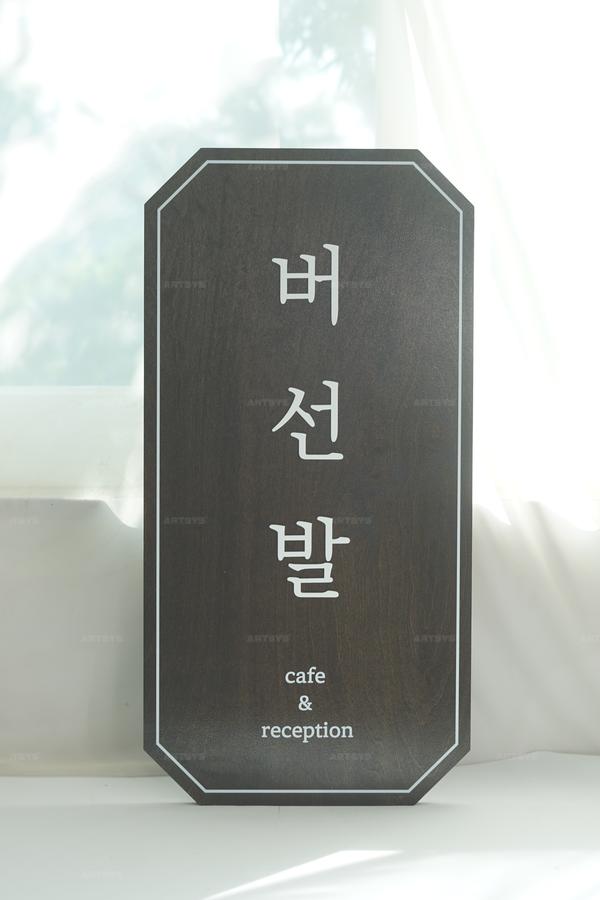 버
선
발
cafe
&
reception